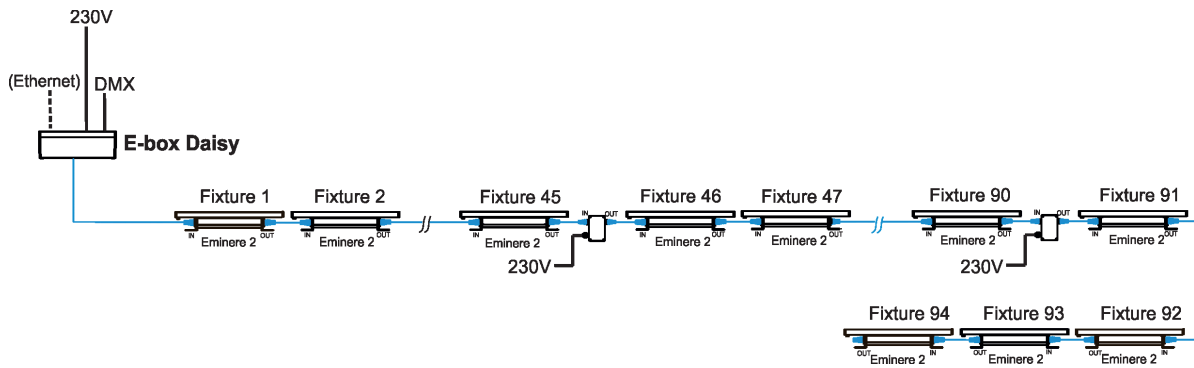 230V
(Ethernet)
DMX
E-box Daisy
Fixture 1
Fixture 2
Fixture 45
Fixture 46
Fixture 47
Fixture 90
Fixture 91
IN
Eminere 2
OUT
IN
Eminere 2
OUT
IN
Eminere 2
OUT
IN
OUT
230V
IN
Eminere 2
OUT
IN
Eminere 2
OUT
IN
Eminere 2
OUT
IN
OUT
230V
IN
Eminere 2
OUT
Fixture 94
Fixture 93
Fixture 92
OUT
Eminere 2
IN
OUT
Eminere 2
IN
OUT
Eminere 2
IN